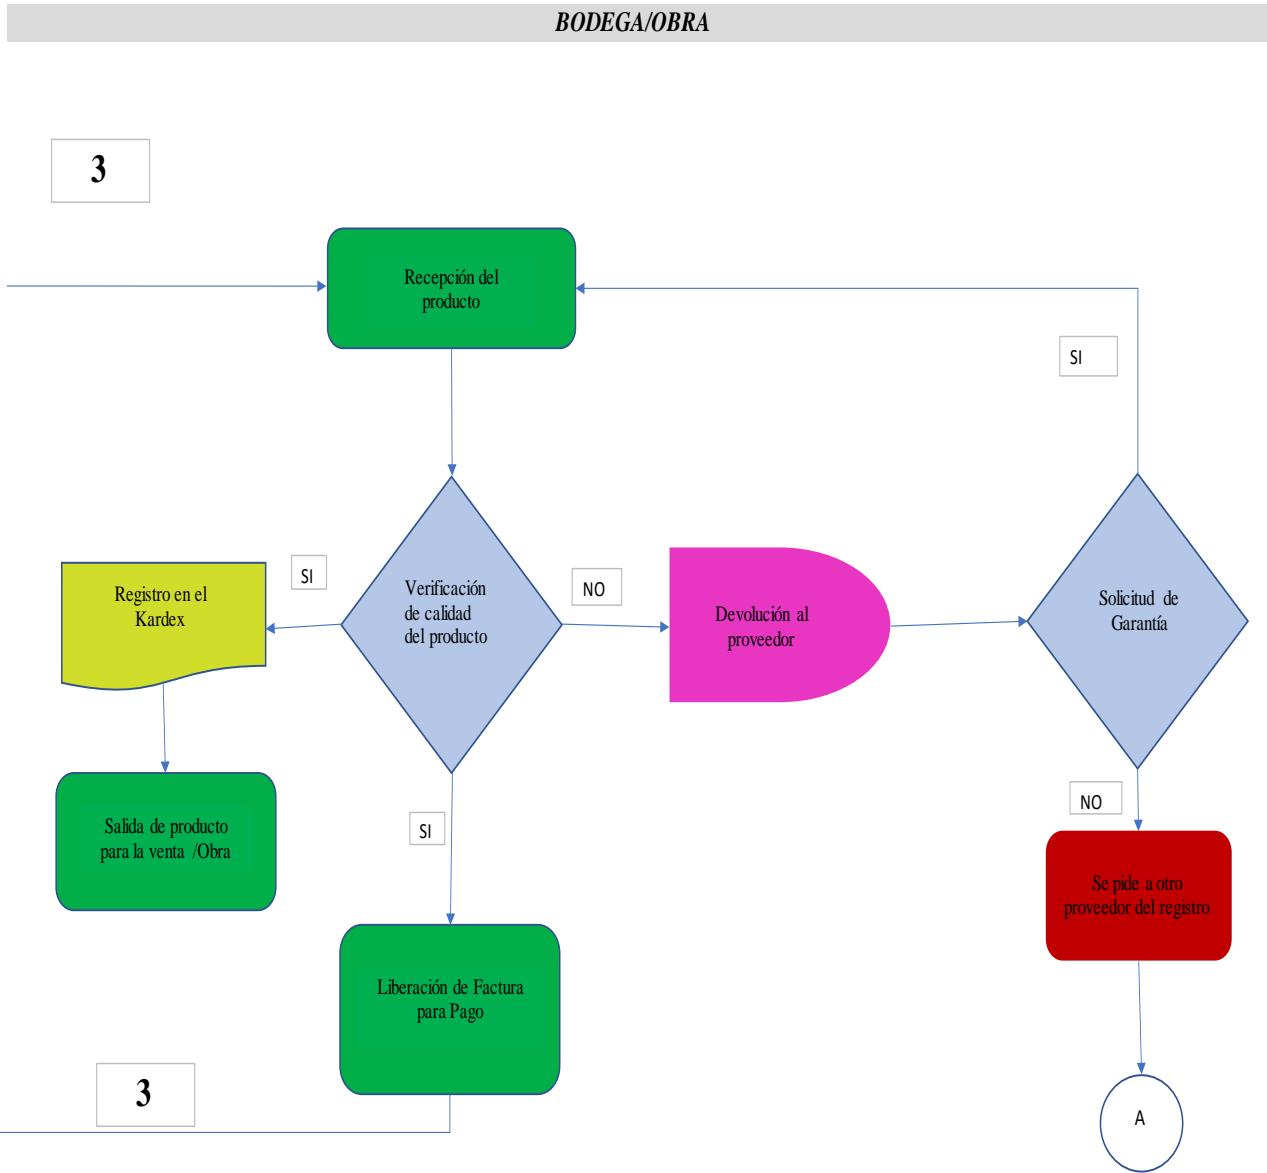 BODEGA/OBRA
3
Recepción del
producto
SI
Registro en el
Kardex
SI
Verificación
de calidad
del producto
NO
Devolución al
proveedor
Solicitud de
Garantía
Salida de producto
para la venta /Obra
SI
NO
Se pide a otro
proveedor del registro
Liberación de Factura
para Pago
3
A